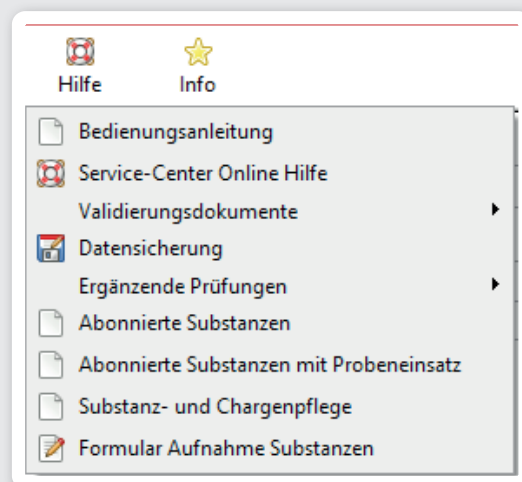 Hilfe Info
Bedienungsanleitung
Service-Center Online Hilfe
Validierungsdokumente
Datensicherung
Ergänzende Prüfungen
Abonnierte Substanzen
Abonnierte Substanzen mit Probeneinsatz
Substanz- und Chargenpflege
Formular Aufnahme Substanzen